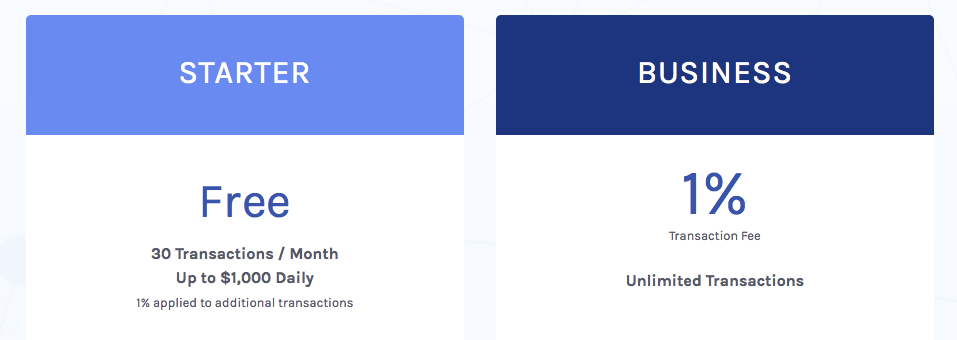 STARTER
Free
30 Transactions / Month
Up to $1,000 Daily
1% applied to additional transactions
BUSINESS
1%
Transaction Fee
Unlimited Transactions